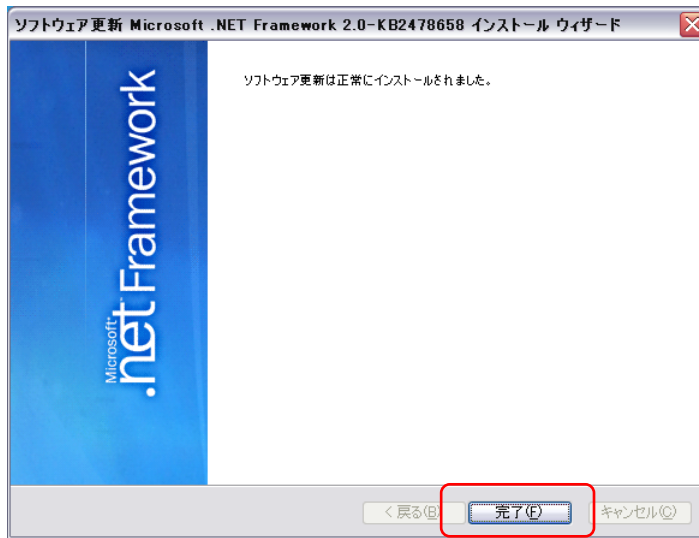 ソフトウェア更新 Microsoft .NET Framework 2.0-KB2478658 インストール ウィザード
Microsoft®
.net Framework
ソフトウェア更新は正常にインストールされました。
< 戻る(B)
完了(F)
キャンセル(C)